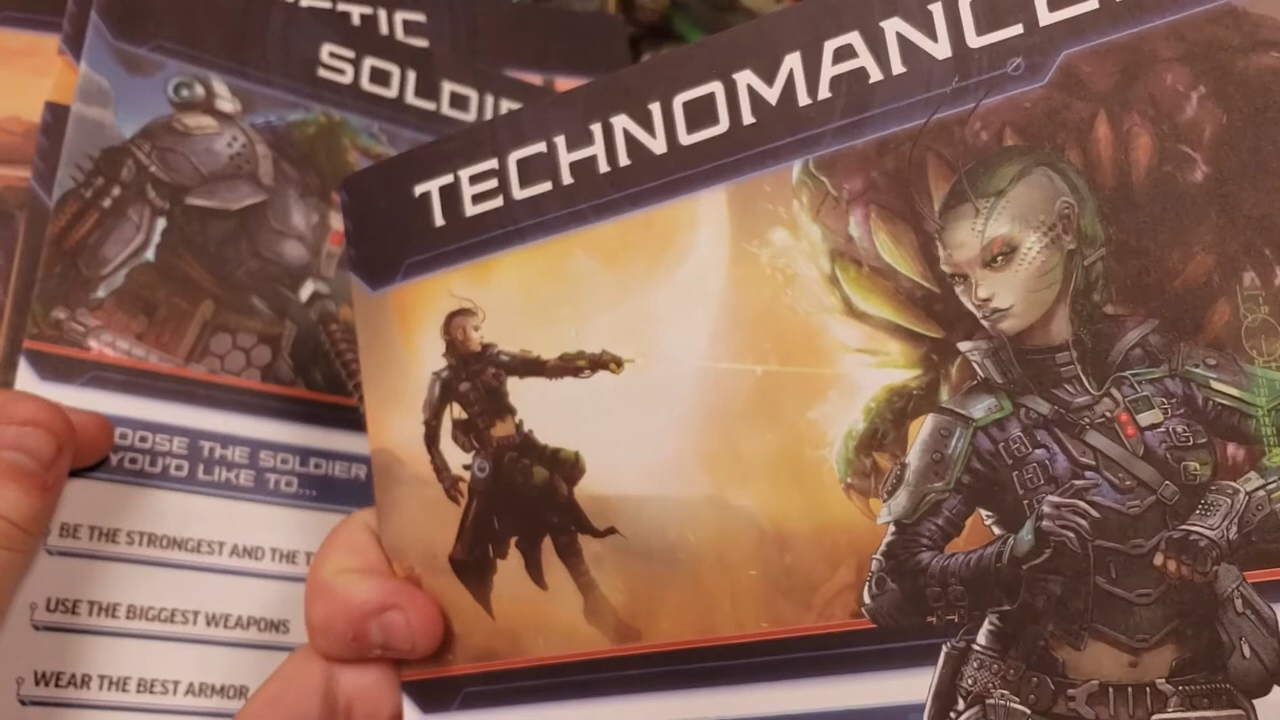 SOLDIE
TECHNOMANCE
OOSE THE SOLDIER
YOU'D LIKE TO...
BE THE STRONGEST AND THE T
USE THE BIGGEST WEAPONS
WEAR THE BEST ARMOR